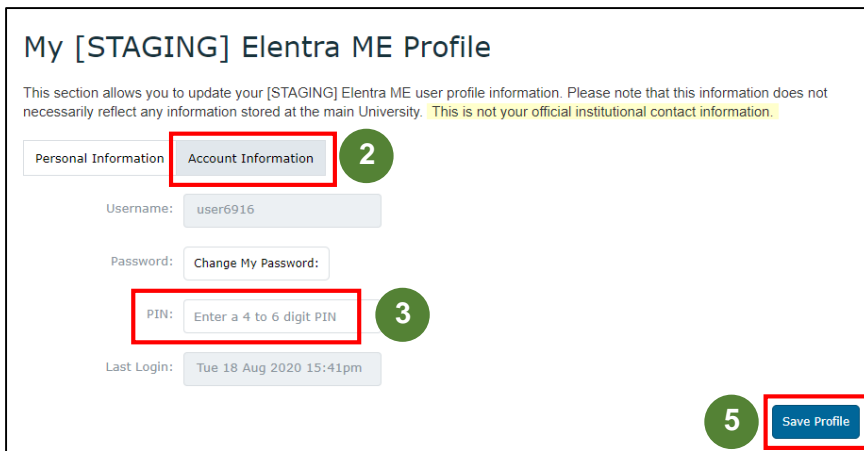 My [STAGING] Elentra ME Profile
This section allows you to update your [STAGING] Elentra ME user profile information. Please note that this information does not
necessarily reflect any information stored at the main University. This is not your official institutional contact information.
Personal Information Account Information 2
Username: user6916
Password: Change My Password:
PIN: Enter a 4 to 6 digit PIN 3
Last Login: Tue 18 Aug 2020 15:41pm
5 Save Profile